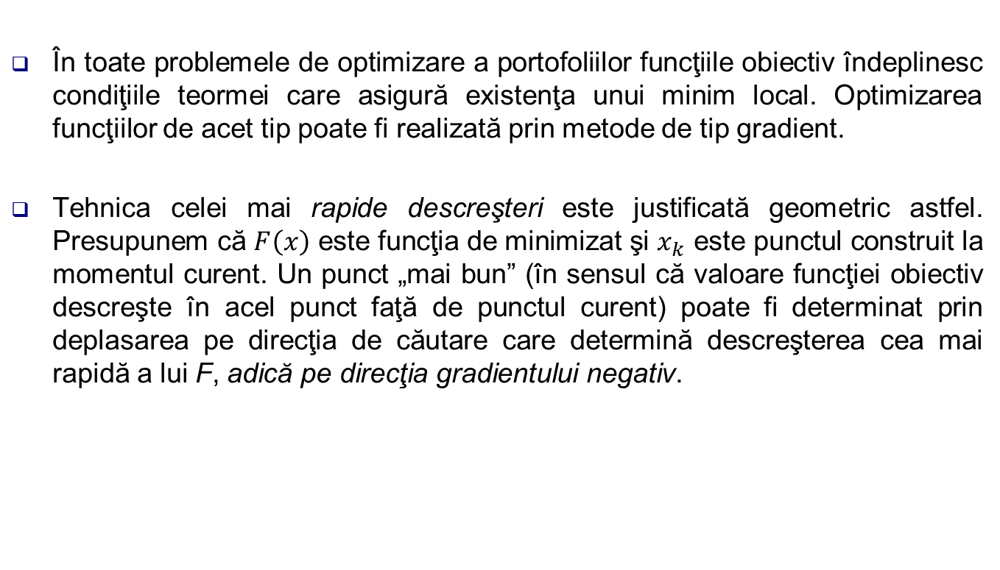 ❑ În toate problemele de optimizare a portofoliilor funcţiile obiectiv îndeplinesc
condiţiile teormei care asigură existenţa unui minim local. Optimizarea
funcţiilor de acet tip poate fi realizată prin metode de tip gradient.
❑ Tehnica celei mai rapide descreşteri este justificată geometric astfel.
Presupunem că 𝐹(𝑥) este funcţia de minimizat şi 𝑥ₖ este punctul construit la
momentul curent. Un punct „mai bun” (în sensul că valoare funcţiei obiectiv
descreşte în acel punct faţă de punctul curent) poate fi determinat prin
deplasarea pe direcţia de căutare care determină descreşterea cea mai
rapidă a lui F, adică pe direcţia gradientului negativ.